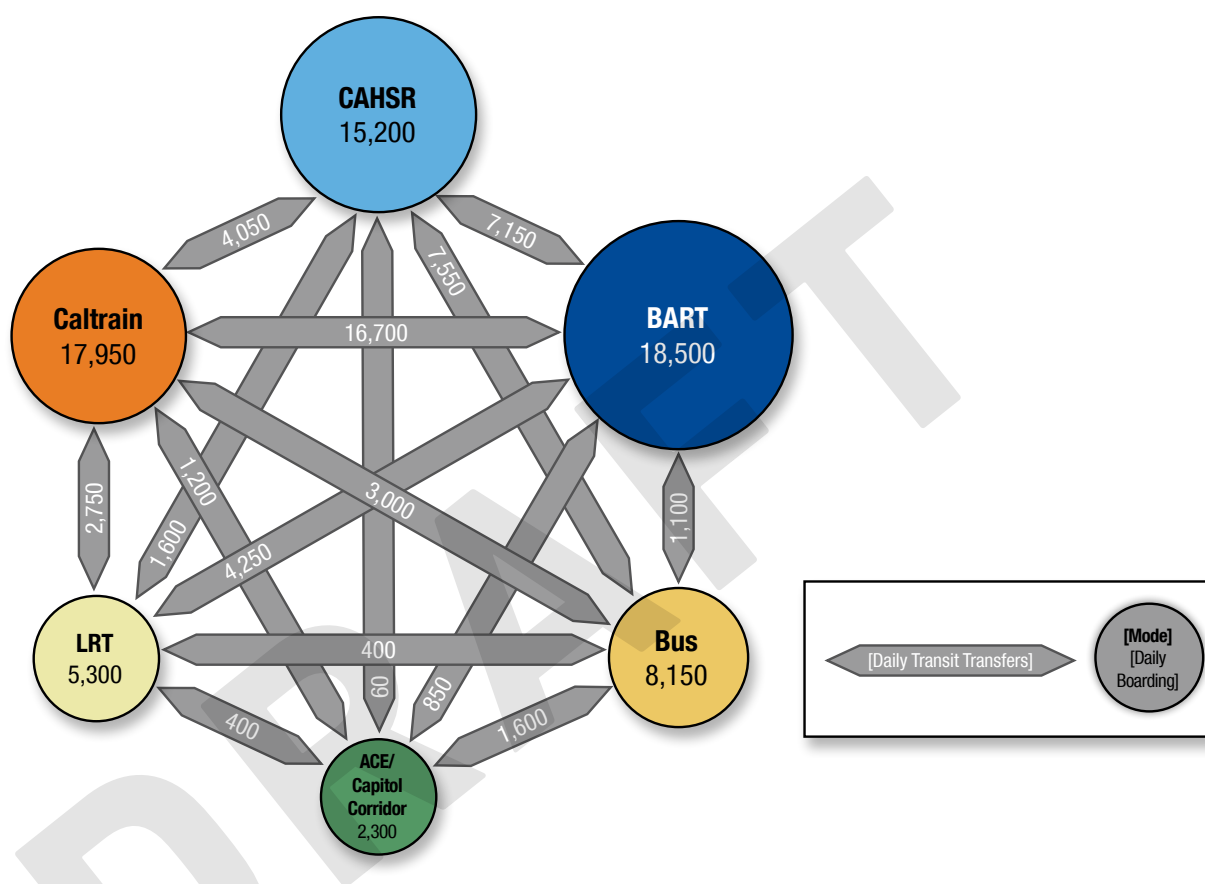 CAHSR
15,200
4,050
7,150
7,550
Caltrain
17,950
16,700
BART
18,500
2,750
1,200
1,600
3,000
4,250
1,100
LRT
5,300
400
Bus
8,150
60
850
400
1,600
ACE/
Capitol
Corridor
2,300
[Daily Transit Transfers]
[Mode]
[Daily
Boarding]
DRAFT